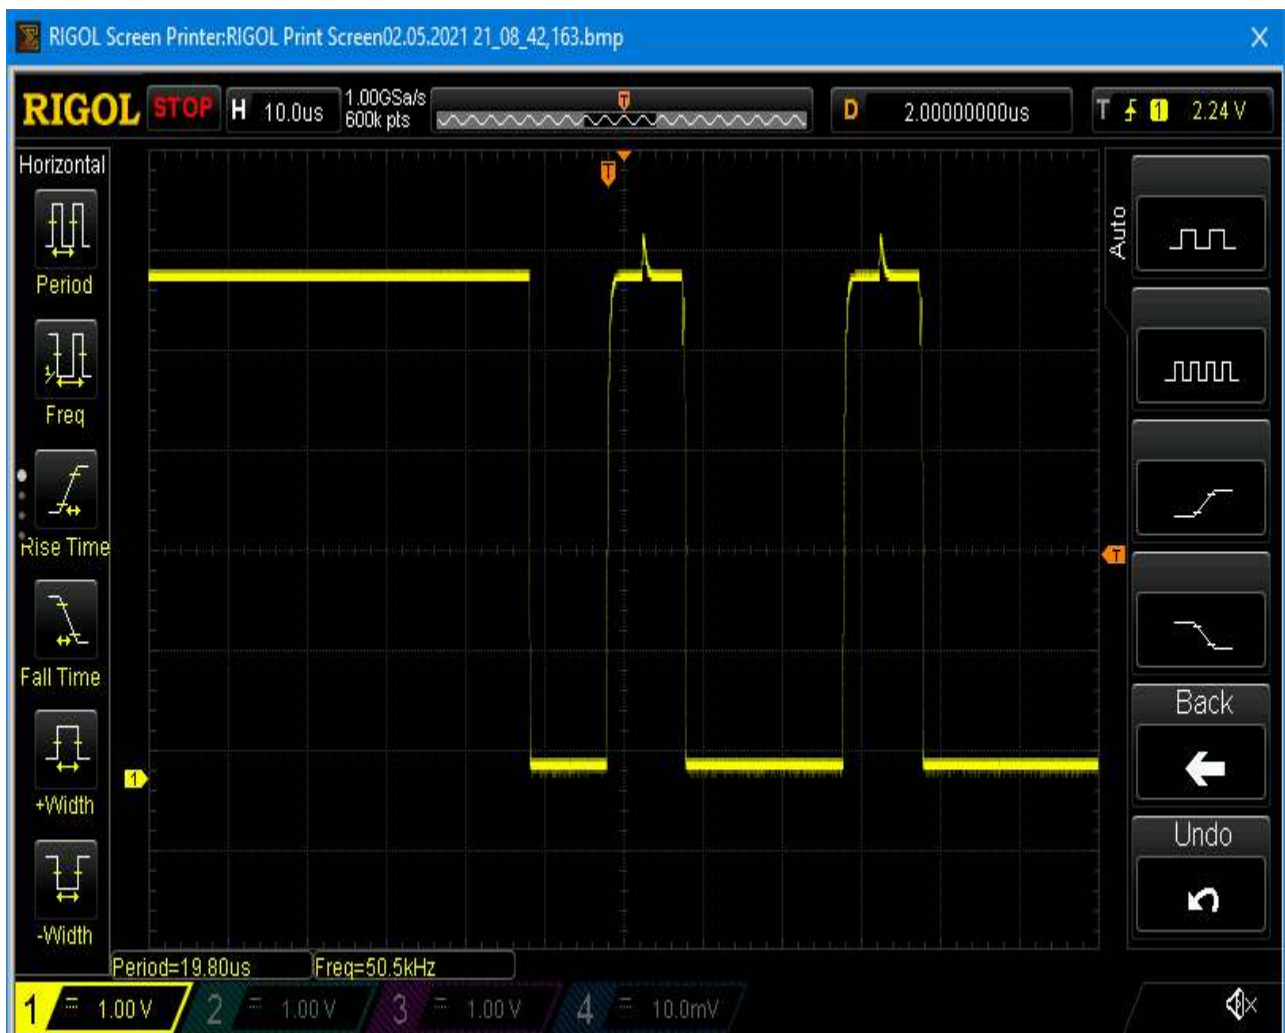 RIGOL Screen Printer:RIGOL Print Screen02.05.2021 21_08_42,163.bmp
RIGOL STOP H 10.0us 1.00GSa/s 600k pts T D 2.00000000us T 1 2.24 V
Horizontal
Period
Freq
Rise Time
Fall Time
+Width
-Width
T
1
T
Auto
Back
Undo
Period=19.80us Freq=50.5kHz
1 1.00 V 2 1.00 V 3 1.00 V 4 10.0mV